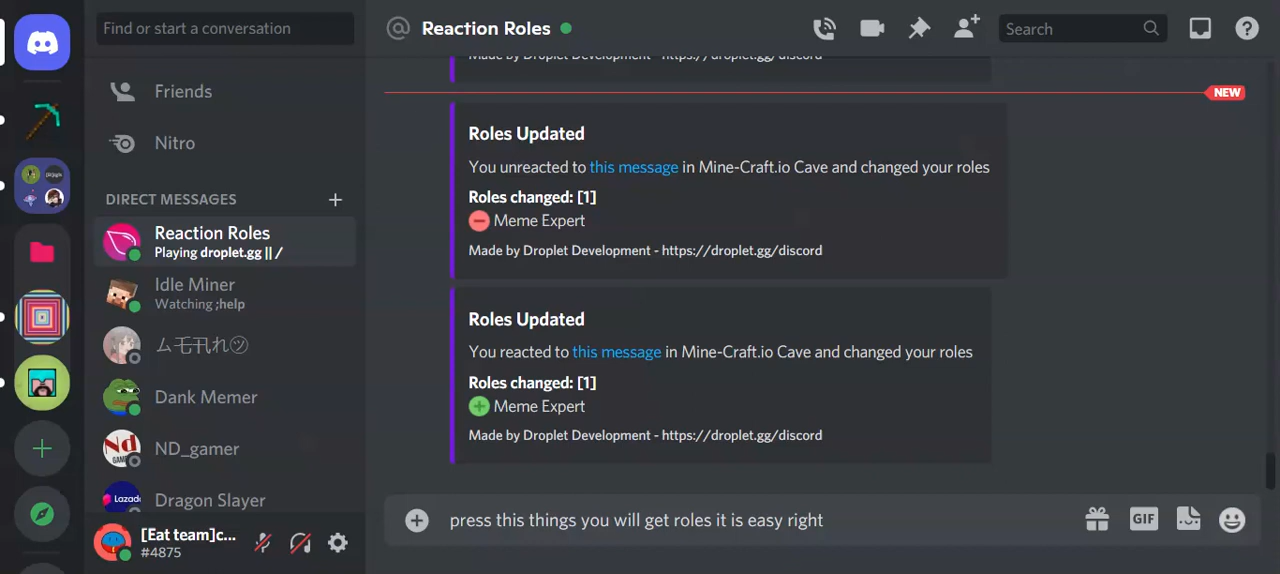 Find or start a conversation
Friends
Nitro
DIRECT MESSAGES
Reaction Roles
Playing droplet.gg || /
Idle Miner
Watching ;help
Dank Memer
ND_gamer
Nd
Dragon Slayer
Lazada
[Eat team]c...
#4875
Reaction Roles
Search
Made by Droplet Development - https://droplet.gg/discord
NEW
Roles Updated
You unreacted to this message in Mine-Craft.io Cave and changed your roles
Roles changed: [1]
Meme Expert
Made by Droplet Development - https://droplet.gg/discord
Roles Updated
You reacted to this message in Mine-Craft.io Cave and changed your roles
Roles changed: [1]
Meme Expert
Made by Droplet Development - https://droplet.gg/discord
press this things you will get roles it is easy right
GIF